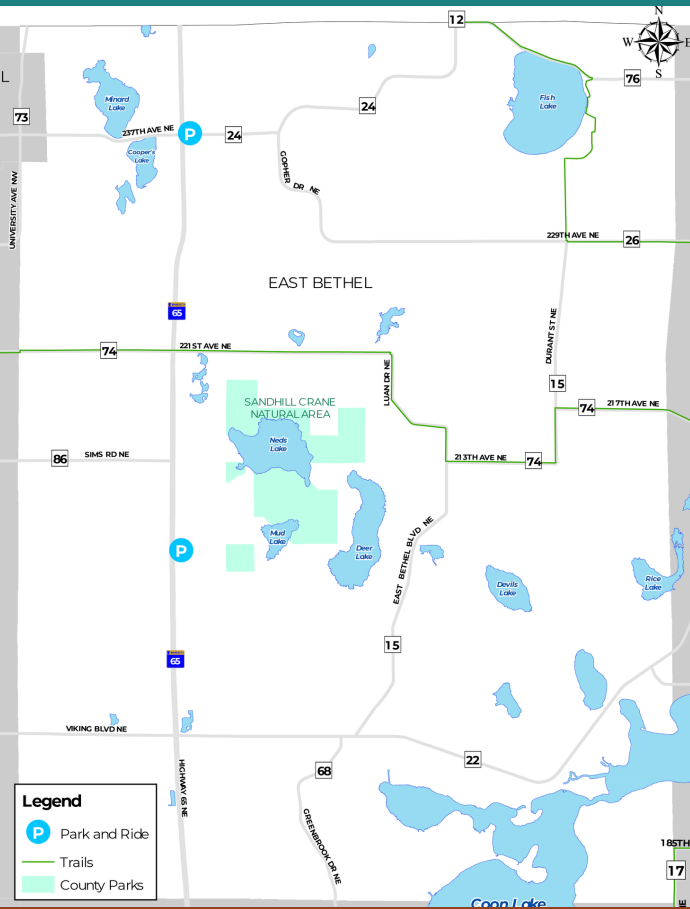 12
N
W
E
S
L
76
Minard
Lake
Fish
Lake
24
73
237TH AVE NE
P
24
Cooper's
Lake
GOPHER DR NE
UNIVERSITY AVE NW
229TH AVE NE
26
EAST BETHEL
65
DURANT ST NE
74
221 ST AVE NE
LUAN DR NE
15
SANDHILL CRANE
NATURAL AREA
74
217TH AVE NE
Neds
Lake
86
SIMS RD NE
213TH AVE NE
74
Mud
Lake
P
Deer
Lake
EAST BETHEL BLVD NE
Devils
Lake
Rice
Lake
15
65
VIKING BLVD NE
22
68
HIGHWAY 65 NE
GREENBROOK DR NE
Legend
P Park and Ride
Trails
County Parks
185TH
17
IE
Coon Lake